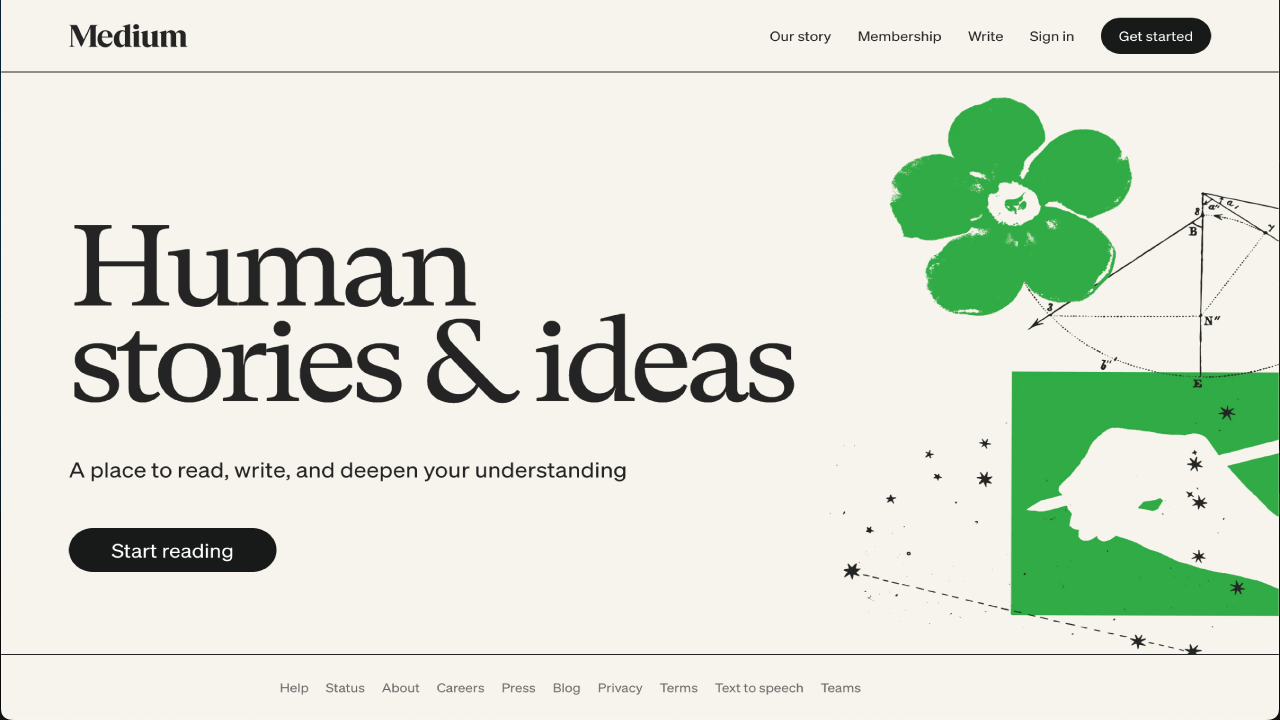 Medium
Our story Membership Write Sign in Get started
Human
stories & ideas
A place to read, write, and deepen your understanding
Start reading
B
N″
E
Help Status About Careers Press Blog Privacy Terms Text to speech Teams